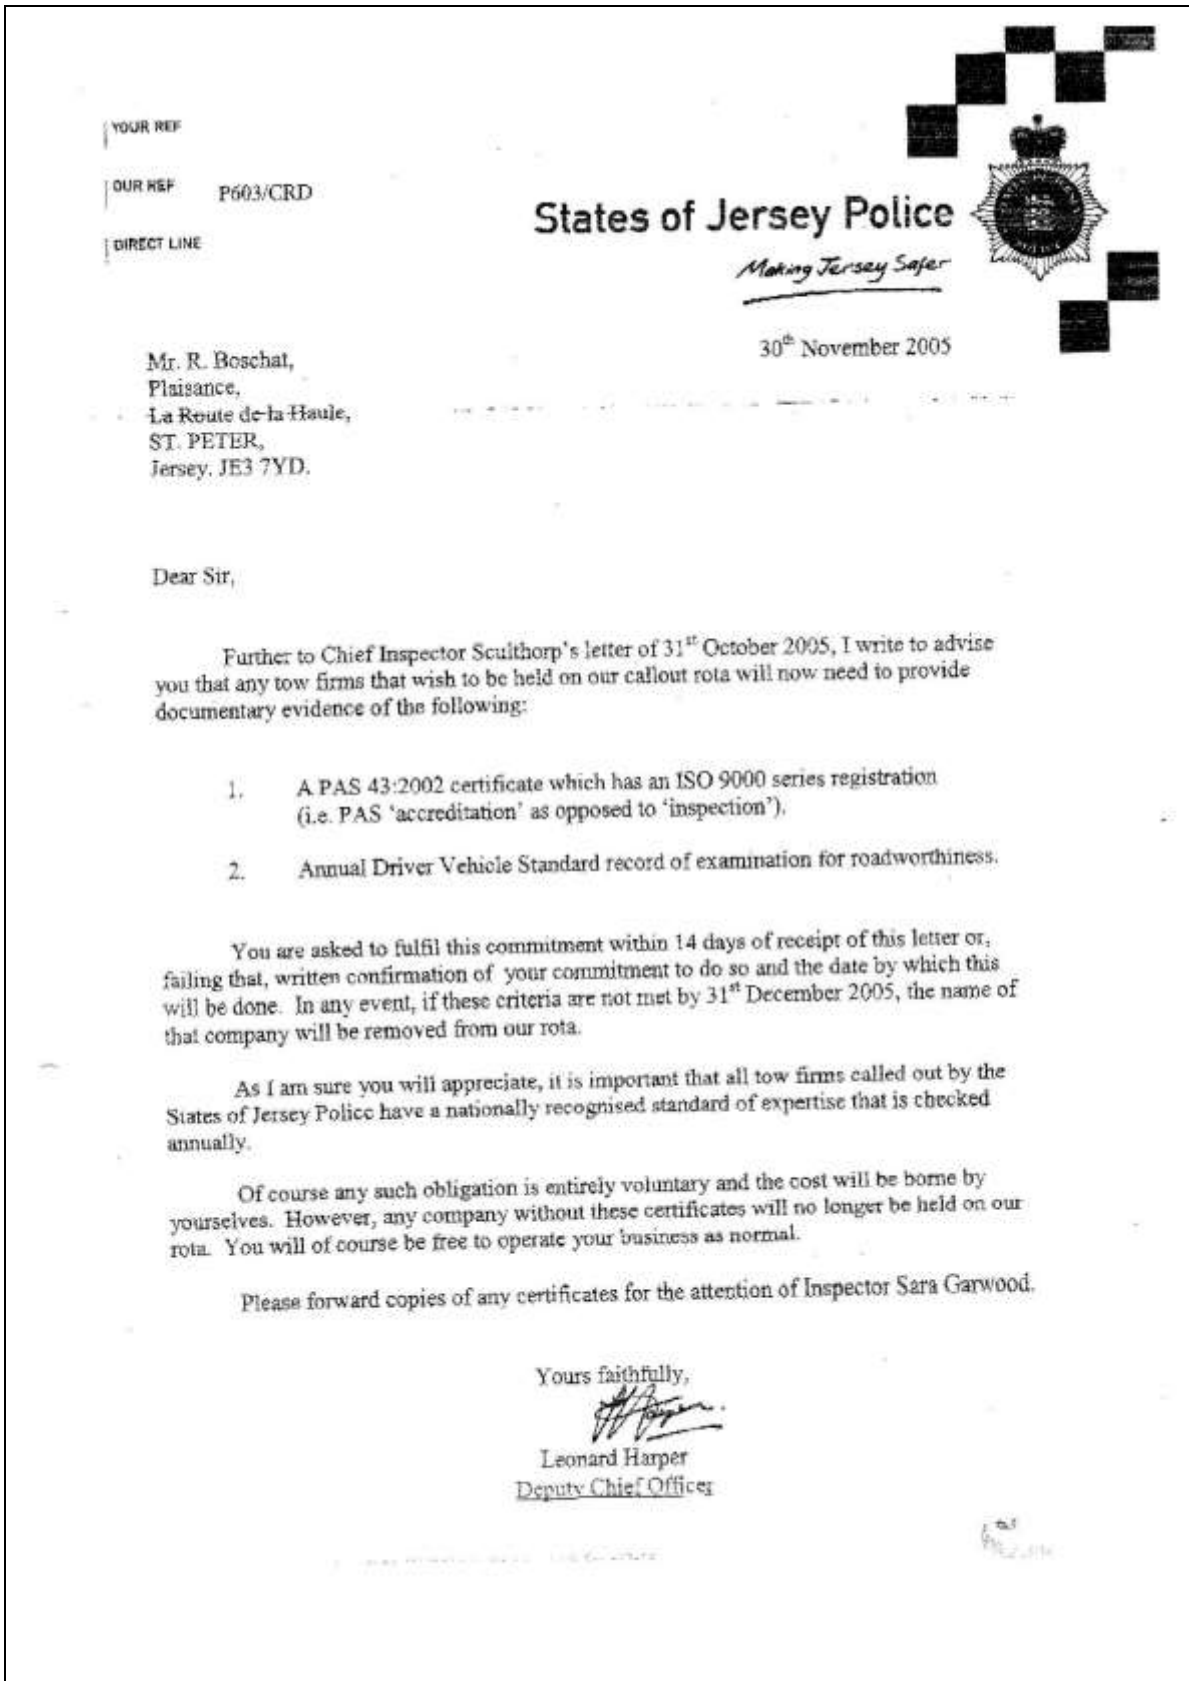 YOUR REF
OUR REF P603/CRD
DIRECT LINE
States of Jersey Police
Making Jersey Safer
30th November 2005
Mr. R. Boschat,
Plaisance,
La Route de la Haule,
ST. PETER,
Jersey. JE3 7YD.
Dear Sir,
Further to Chief Inspector Sculthorp's letter of 31st October 2005, I write to advise
you that any tow firms that wish to be held on our callout rota will now need to provide
documentary evidence of the following:
1. A PAS 43:2002 certificate which has an ISO 9000 series registration
(i.e. PAS 'accreditation' as opposed to 'inspection').
2. Annual Driver Vehicle Standard record of examination for roadworthiness.
You are asked to fulfil this commitment within 14 days of receipt of this letter or,
failing that, written confirmation of your commitment to do so and the date by which this
will be done. In any event, if these criteria are not met by 31st December 2005, the name of
that company will be removed from our rota.
As I am sure you will appreciate, it is important that all tow firms called out by the
States of Jersey Police have a nationally recognised standard of expertise that is checked
annually.
Of course any such obligation is entirely voluntary and the cost will be borne by
yourselves. However, any company without these certificates will no longer be held on our
rota. You will of course be free to operate your business as normal.
Please forward copies of any certificates for the attention of Inspector Sara Garwood.
Yours faithfully,
Leonard Harper
Deputy Chief Officer